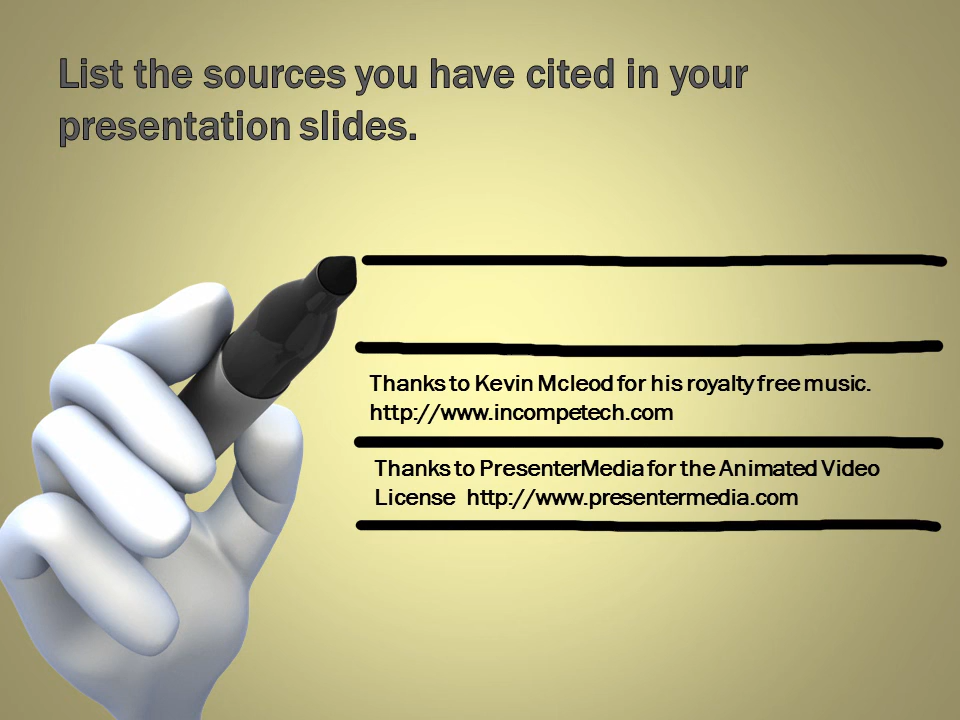 List the sources you have cited in your
presentation slides.
Thanks to Kevin Mcleod for his royalty free music.
http://www.incompetech.com
Thanks to PresenterMedia for the Animated Video
License http://www.presentermedia.com